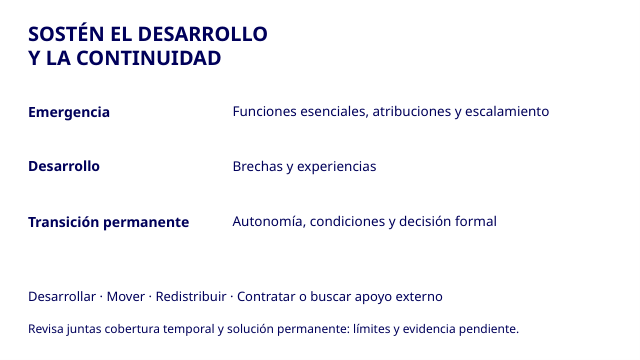 SOSTÉN EL DESARROLLO
Y LA CONTINUIDAD
Emergencia Funciones esenciales, atribuciones y escalamiento
Desarrollo Brechas y experiencias
Transición permanente Autonomía, condiciones y decisión formal
Desarrollar · Mover · Redistribuir · Contratar o buscar apoyo externo
Revisa juntas cobertura temporal y solución permanente: límites y evidencia pendiente.